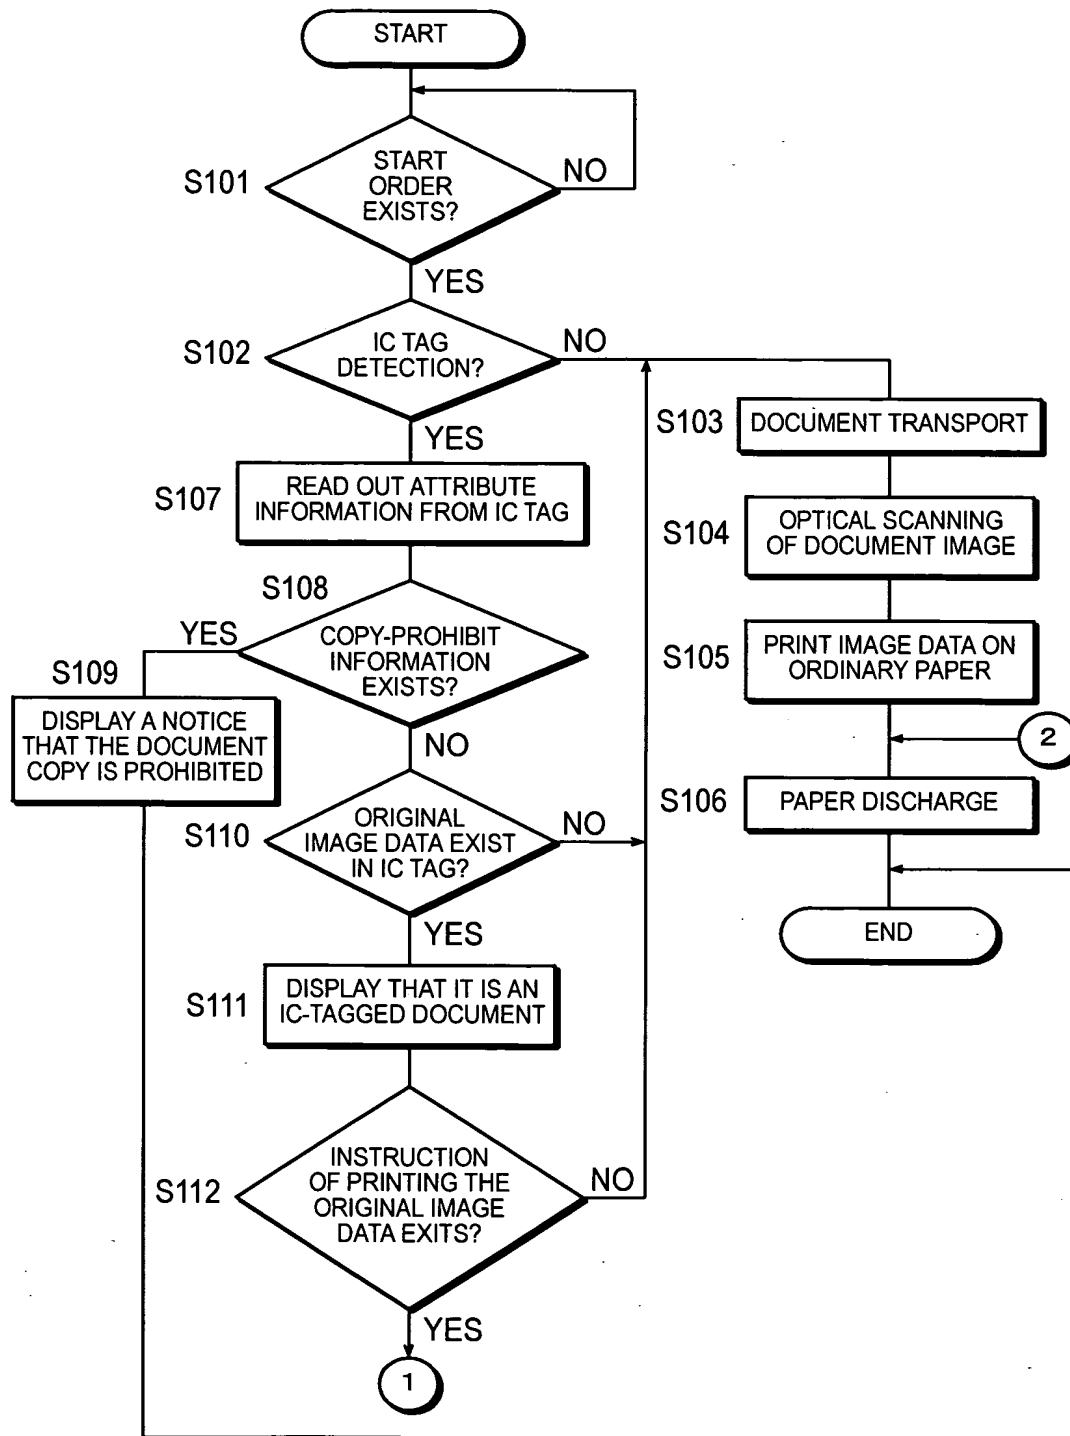 START
S101
START
ORDER
EXISTS?
NO
YES
S102
IC TAG
DETECTION?
NO
YES
S103
DOCUMENT TRANSPORT
S107
READ OUT ATTRIBUTE
INFORMATION FROM IC TAG
S104
OPTICAL SCANNING
OF DOCUMENT IMAGE
S108
YES
COPY-PROHIBIT
INFORMATION
EXISTS?
NO
S105
PRINT IMAGE DATA ON
ORDINARY PAPER
S109
DISPLAY A NOTICE
THAT THE DOCUMENT
COPY IS PROHIBITED
2
S106
PAPER DISCHARGE
S110
ORIGINAL
IMAGE DATA EXIST
IN IC TAG?
NO
YES
END
S111
DISPLAY THAT IT IS AN
IC-TAGGED DOCUMENT
S112
INSTRUCTION
OF PRINTING THE
ORIGINAL IMAGE
DATA EXITS?
NO
YES
1